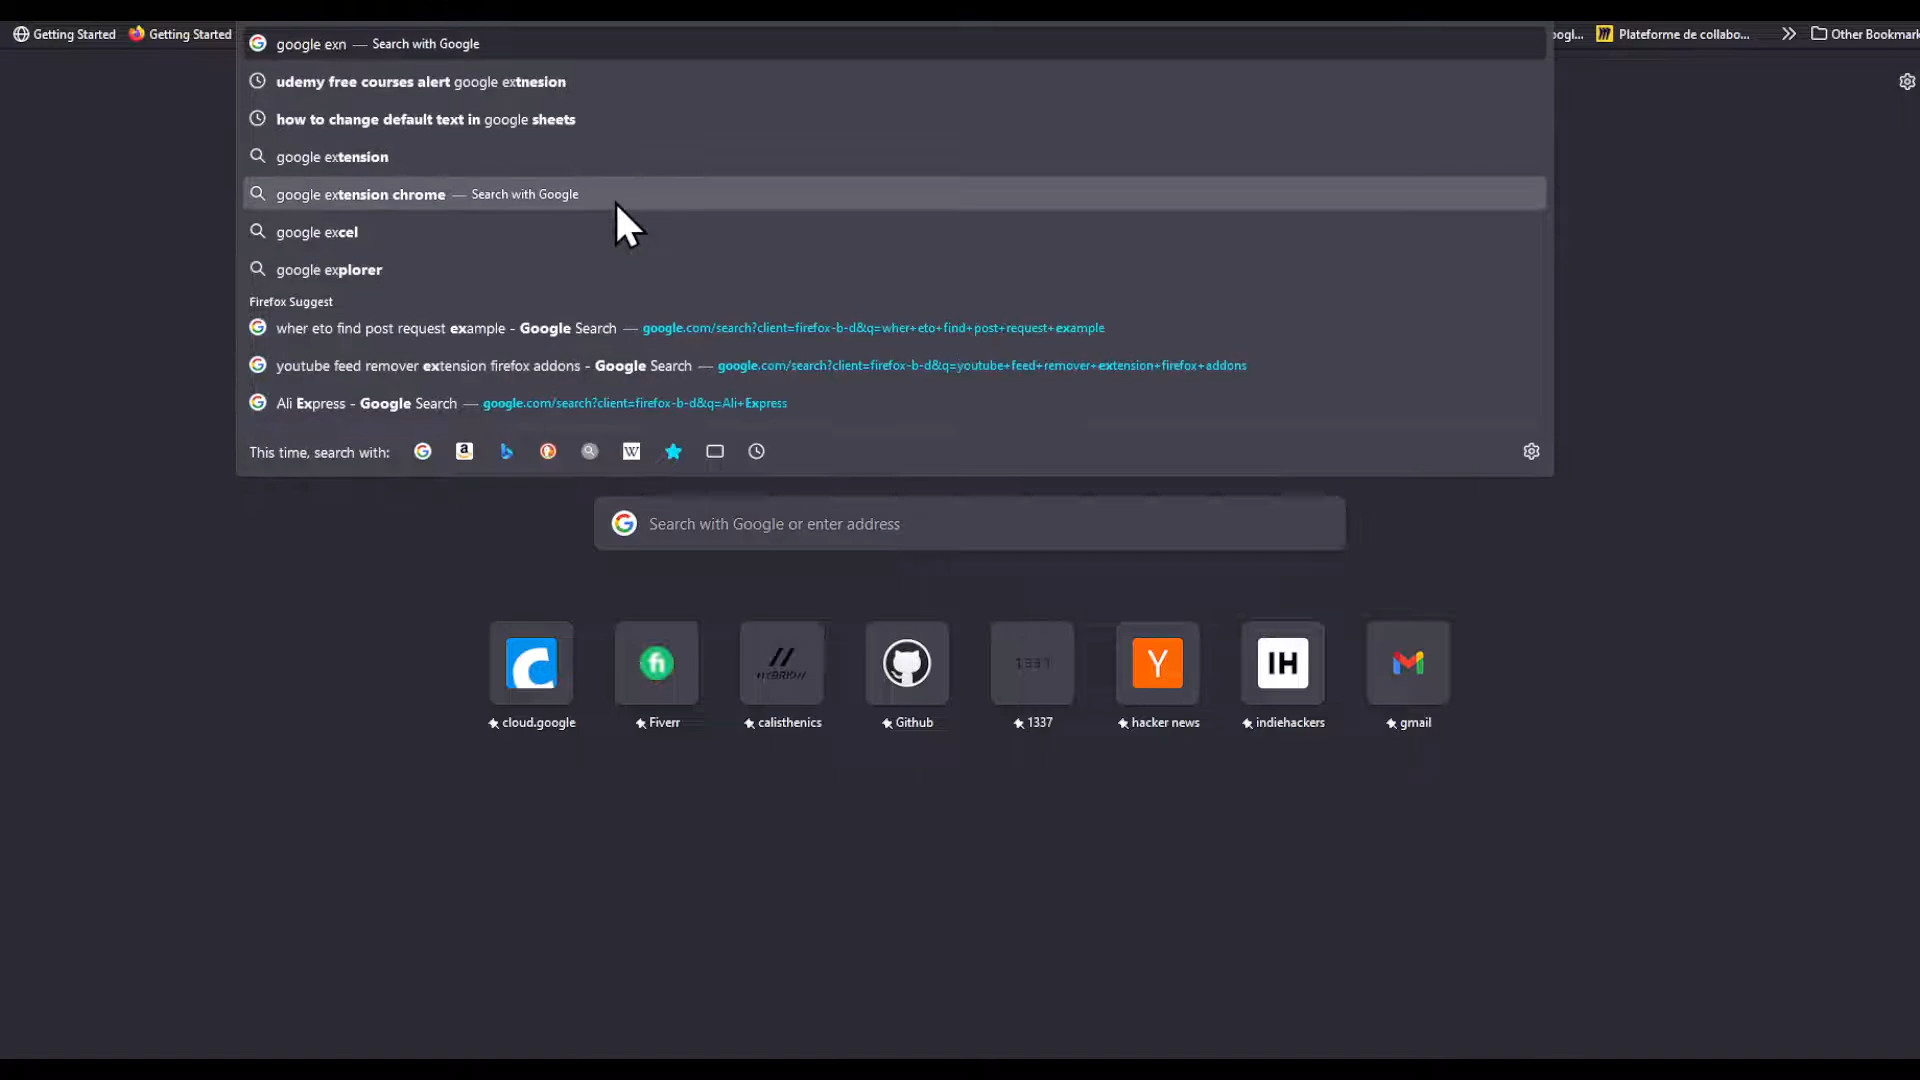 Getting Started
Getting Started
oogl...
Plateforme de collabo...
Other Bookmark
google exn — Search with Google
udemy free courses alert google extnesion
how to change default text in google sheets
google extension
google extension chrome — Search with Google
google excel
google explorer
Firefox Suggest
wher eto find post request example - Google Search — google.com/search?client=firefox-b-d&q=wher+eto+find+post+request+example
youtube feed remover extension firefox addons - Google Search — google.com/search?client=firefox-b-d&q=youtube+feed+remover+extension+firefox+addons
Ali Express - Google Search — google.com/search?client=firefox-b-d&q=Ali+Express
This time, search with:
Search with Google or enter address
1337
IH
cloud.google
Fiverr
calisthenics
Github
1337
hacker news
indiehackers
gmail